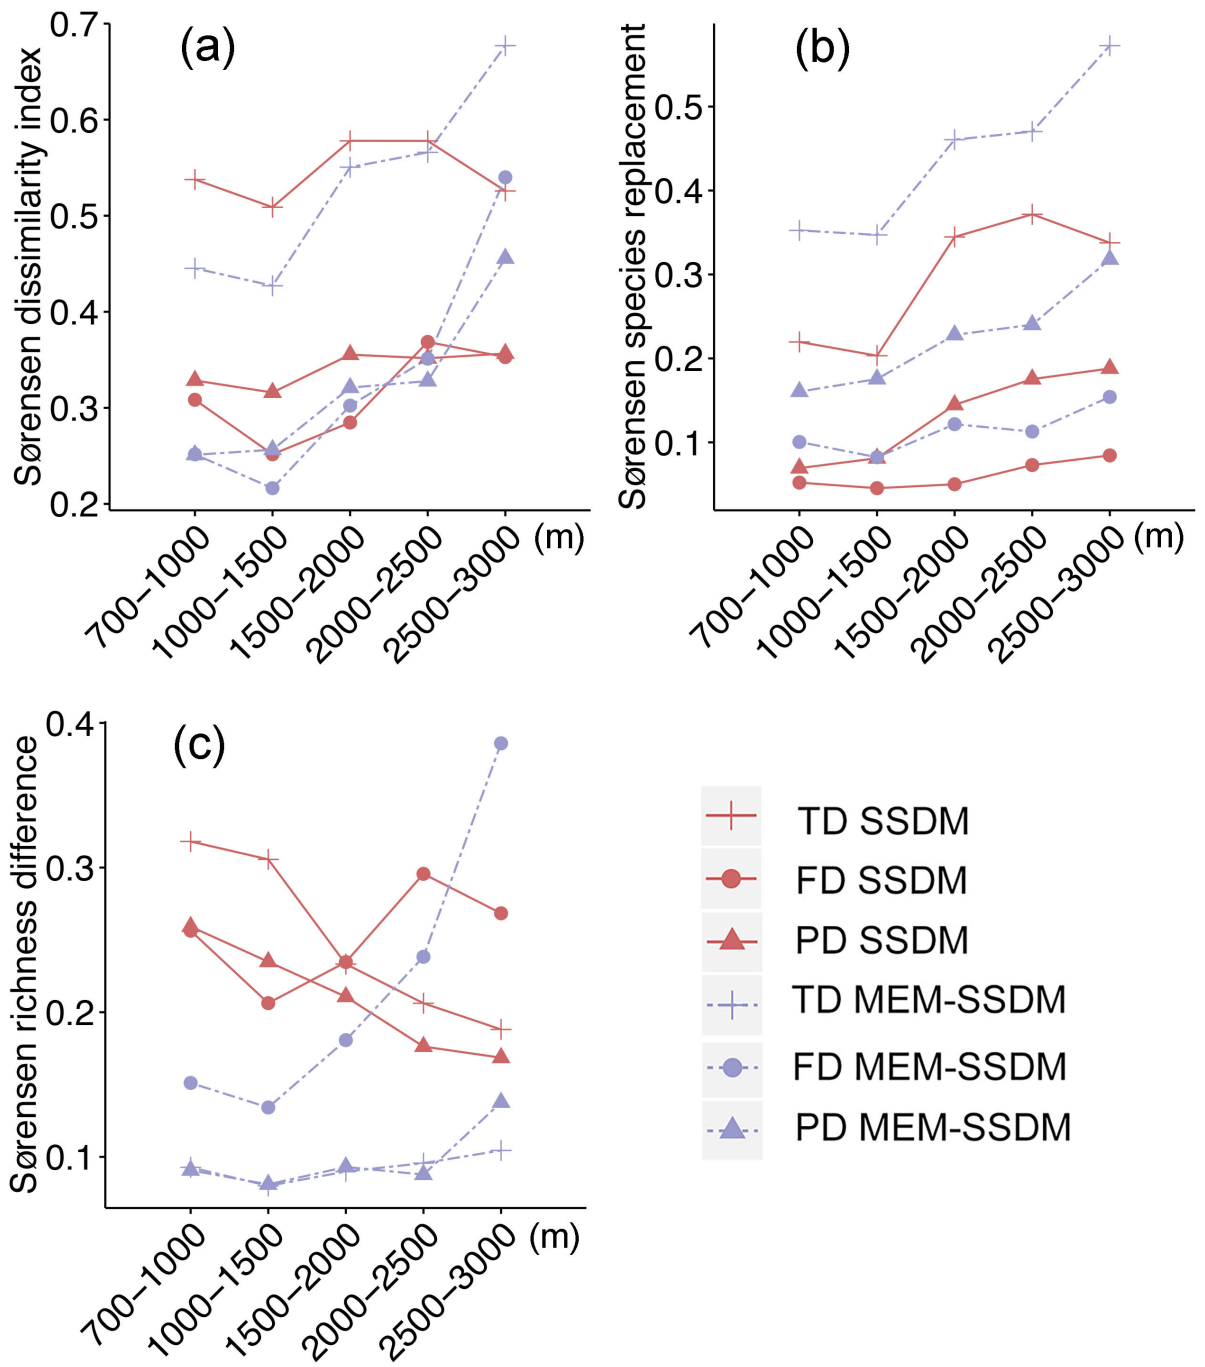 (a)
Sørensen dissimilarity index
0.7
0.6
0.5
0.4
0.3
0.2
700–1000
1000–1500
1500–2000
2000–2500
2500–3000
(m)
(b)
Sørensen species replacement
0.5
0.4
0.3
0.2
0.1
700–1000
1000–1500
1500–2000
2000–2500
2500–3000
(m)
(c)
Sørensen richness difference
0.4
0.3
0.2
0.1
700–1000
1000–1500
1500–2000
2000–2500
2500–3000
(m)
TD SSDM
FD SSDM
PD SSDM
TD MEM-SSDM
FD MEM-SSDM
PD MEM-SSDM